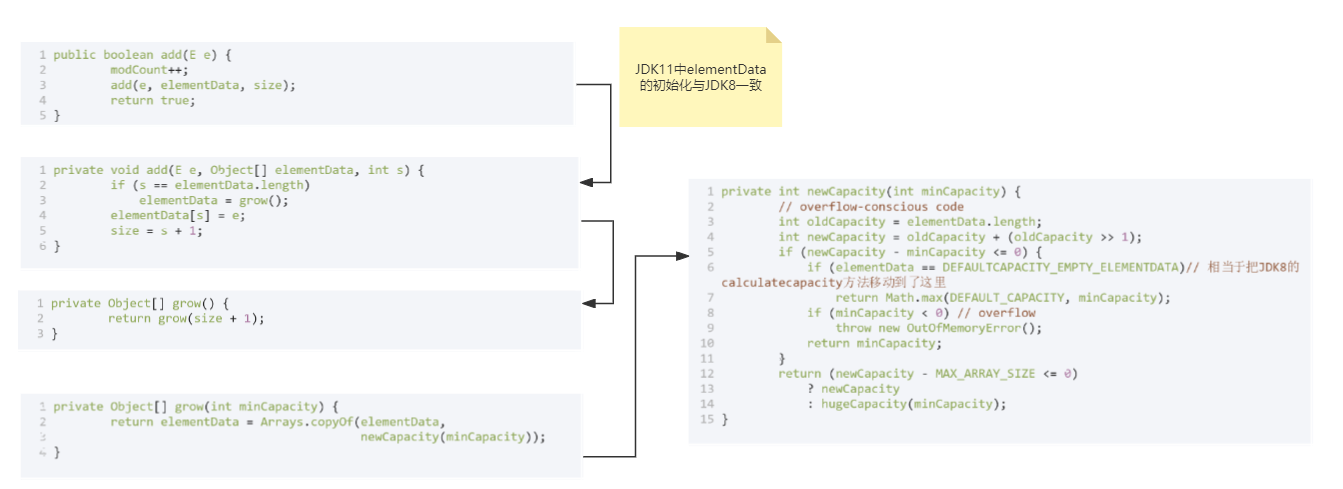 1 public boolean add(E e) {
2 modCount++;
3 add(e, elementData, size);
4 return true;
5 }
JDK11中elementData
的初始化与JDK8一致
1 private void add(E e, Object[] elementData, int s) {
2 if (s == elementData.length)
3 elementData = grow();
4 elementData[s] = e;
5 size = s + 1;
6 }
1 private Object[] grow() {
2 return grow(size + 1);
3 }
1 private Object[] grow(int minCapacity) {
2 return elementData = Arrays.copyOf(elementData,
3 newCapacity(minCapacity));
4 }
1 private int newCapacity(int minCapacity) {
2 // overflow-conscious code
3 int oldCapacity = elementData.length;
4 int newCapacity = oldCapacity + (oldCapacity >> 1);
5 if (newCapacity - minCapacity <= 0) {
6 if (elementData == DEFAULTCAPACITY_EMPTY_ELEMENTDATA)// 相当于把JDK8的
calculatecapacity方法移动到了这里
7 return Math.max(DEFAULT_CAPACITY, minCapacity);
8 if (minCapacity < 0) // overflow
9 throw new OutOfMemoryError();
10 return minCapacity;
11 }
12 return (newCapacity - MAX_ARRAY_SIZE <= 0)
13 ? newCapacity
14 : hugeCapacity(minCapacity);
15 }